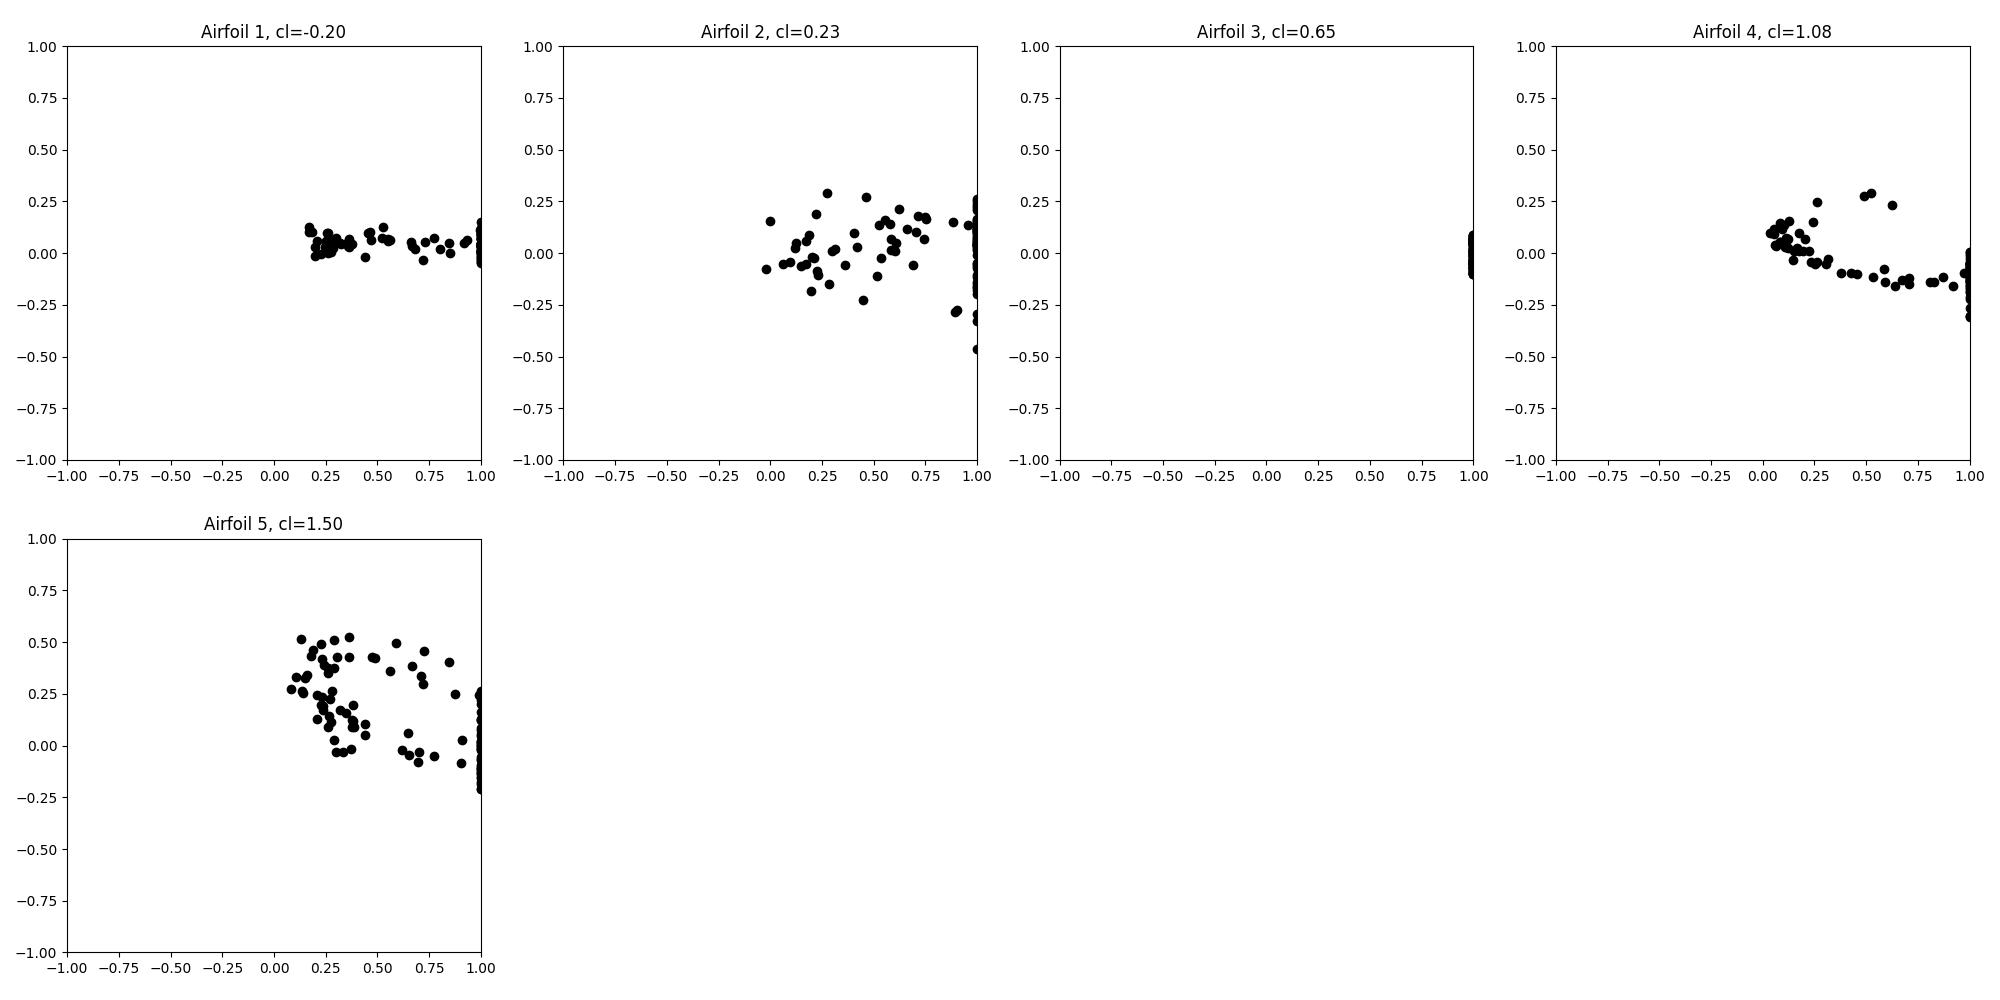 Airfoil 1, cl=-0.20
Airfoil 2, cl=0.23
Airfoil 3, cl=0.65
Airfoil 4, cl=1.08
1.00 1.00 1.00 1.00
0.75 0.75 0.75 0.75
0.50 0.50 0.50 0.50
0.25 0.25 0.25 0.25
0.00 0.00 0.00 0.00
−0.25 −0.25 −0.25 −0.25
−0.50 −0.50 −0.50 −0.50
−0.75 −0.75 −0.75 −0.75
−1.00 −1.00 −1.00 −1.00
−1.00 −0.75 −0.50 −0.25 0.00 0.25 0.50 0.75 1.00
−1.00 −0.75 −0.50 −0.25 0.00 0.25 0.50 0.75 1.00
−1.00 −0.75 −0.50 −0.25 0.00 0.25 0.50 0.75 1.00
−1.00 −0.75 −0.50 −0.25 0.00 0.25 0.50 0.75 1.00
Airfoil 5, cl=1.50
1.00
0.75
0.50
0.25
0.00
−0.25
−0.50
−0.75
−1.00
−1.00 −0.75 −0.50 −0.25 0.00 0.25 0.50 0.75 1.00